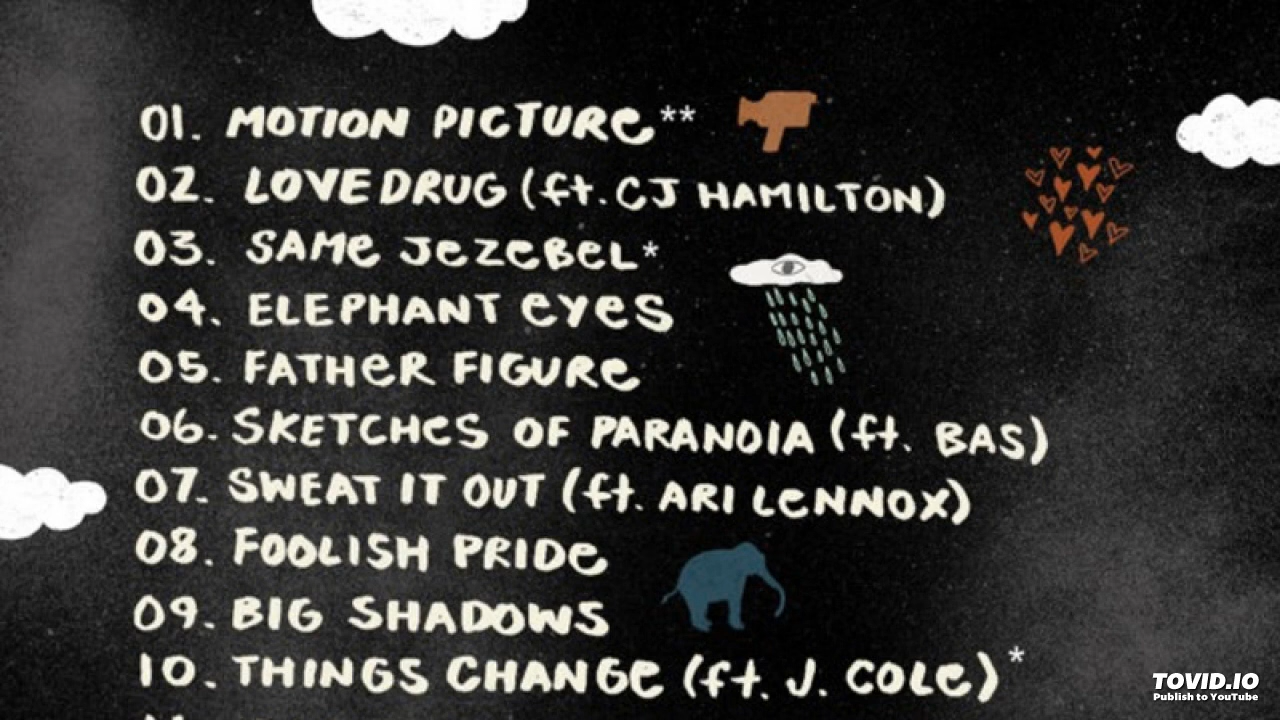 01. MOTION PICTURE**
02. LOVE DRUG (ft. CJ HAMILTON)
03. SAME JEZEBEL*
04. ELEPHANT EYES
05. FATHER FIGURE
06. SKETCHES OF PARANOIA (ft. BAS)
07. SWEAT IT OUT (ft. ARI LENNOX)
08. FOOLISH PRIDE
09. BIG SHADOWS
10. THINGS CHANGE (ft. J. COLE)*
TOVID.IO
Publish to YouTube